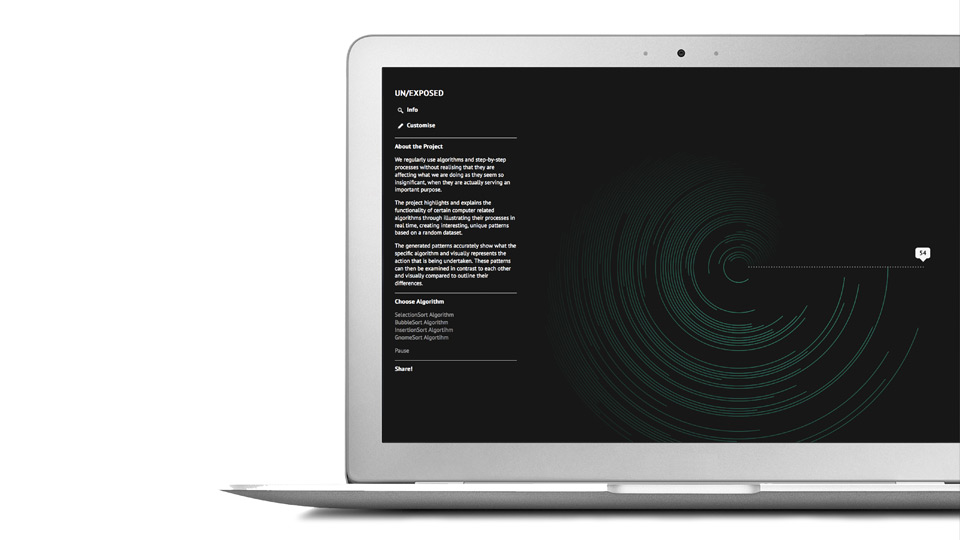 UN/EXPOSED
Info
Customise
About the Project
We regularly use algorithms and step-by-step
processes without realising that they are
affecting what we are doing as they seem so
insignificant, when they are actually serving an
important purpose.
The project highlights and explains the
functionality of certain computer related
algorithms through illustrating their processes in
real time, creating interesting, unique patterns
based on a random dataset.
The generated patterns accurately show what the
specific algorithm and visually represents the
action that is being undertaken. These patterns
can then be examined in contrast to each other
and visually compared to outline their
differences.
54
Choose Algorithm
SelectionSort Algorithm
BubbleSort Algortihm
InsertionSort Algortihm
GnomeSort Algortihm
Pause
Share!